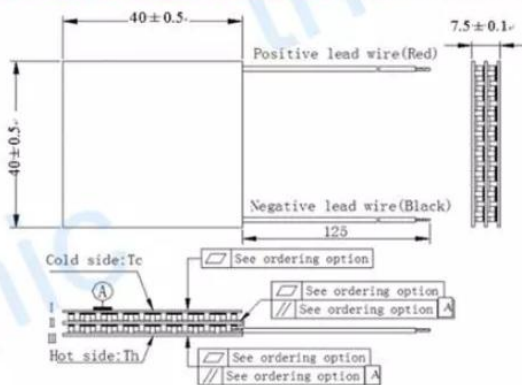 40±0.5
7.5±0.1
Positive lead wire(Red)
40±0.5
Negative lead wire(Black)
125
Cold side:Tc
See ordering option
A
See ordering option
See ordering option A
I
II
III
Hot side:Th
See ordering option
See ordering option A